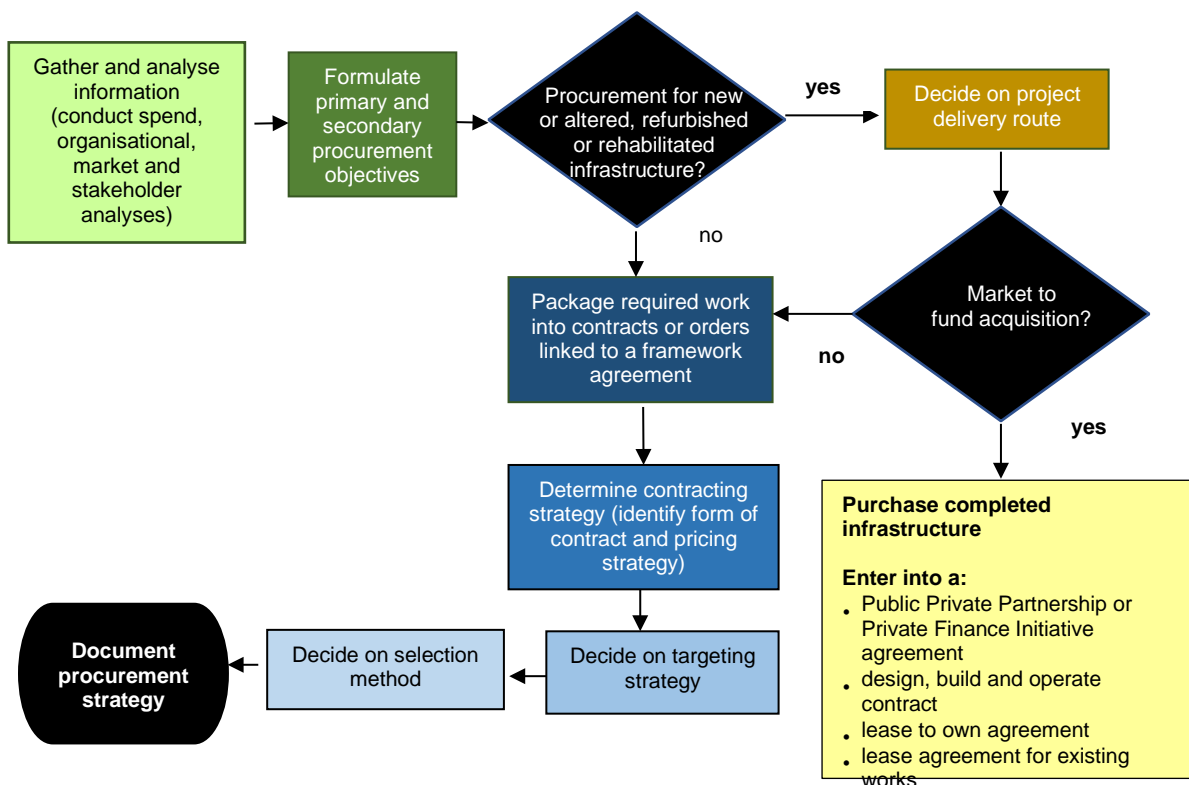 Gather and analyse
information
(conduct spend,
organisational,
market and
stakeholder
analyses)
Formulate
primary and
secondary
procurement
objectives
Procurement for new
or altered, refurbished
or rehabilitated
infrastructure?
yes
Decide on project
delivery route
no
Market to
fund acquisition?
no
yes
Package required work
into contracts or orders
linked to a framework
agreement
Determine contracting
strategy (identify form of
contract and pricing
strategy)
Decide on targeting
strategy
Decide on selection
method
Document
procurement
strategy
Purchase completed
infrastructure
Enter into a:
• Public Private Partnership or
Private Finance Initiative
agreement
• design, build and operate
contract
• lease to own agreement
• lease agreement for existing
works